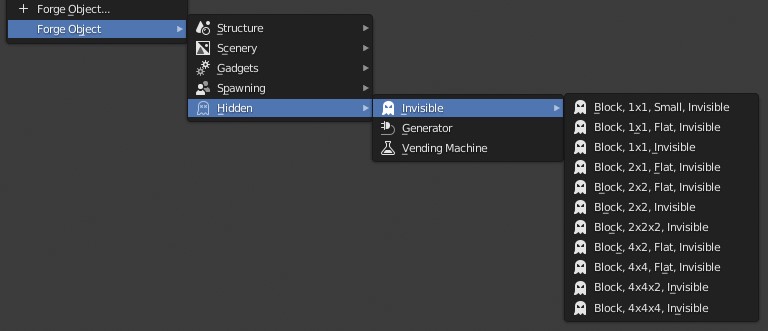 Forge Object...
Forge Object
Structure
Scenery
Gadgets
Spawning
Hidden
Invisible
Generator
Vending Machine
Block, 1x1, Small, Invisible
Block, 1x1, Flat, Invisible
Block, 1x1, Invisible
Block, 2x1, Flat, Invisible
Block, 2x2, Flat, Invisible
Block, 2x2, Invisible
Block, 2x2x2, Invisible
Block, 4x2, Flat, Invisible
Block, 4x4, Flat, Invisible
Block, 4x4x2, Invisible
Block, 4x4x4, Invisible